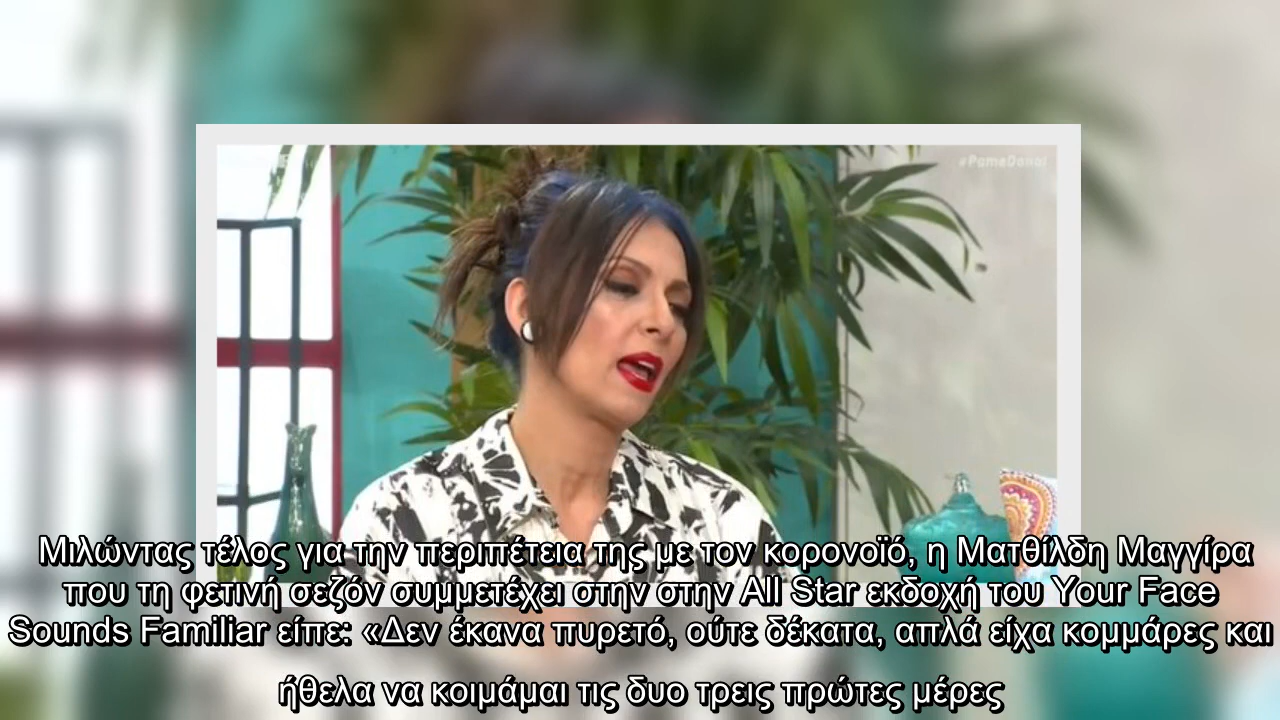 #PameDanai
Μιλώντας τέλος για την περιπέτεια της με τον κορονοϊό, η Ματθίλδη Μαγγίρα
που τη φετινή σεζόν συμμετέχει στην στην All Star εκδοχή του Your Face
Sounds Familiar είπε: «Δεν έκανα πυρετό, ούτε δέκατα, απλά είχα κομμάρες και
ήθελα να κοιμάμαι τις δυο τρεις πρώτες μέρες